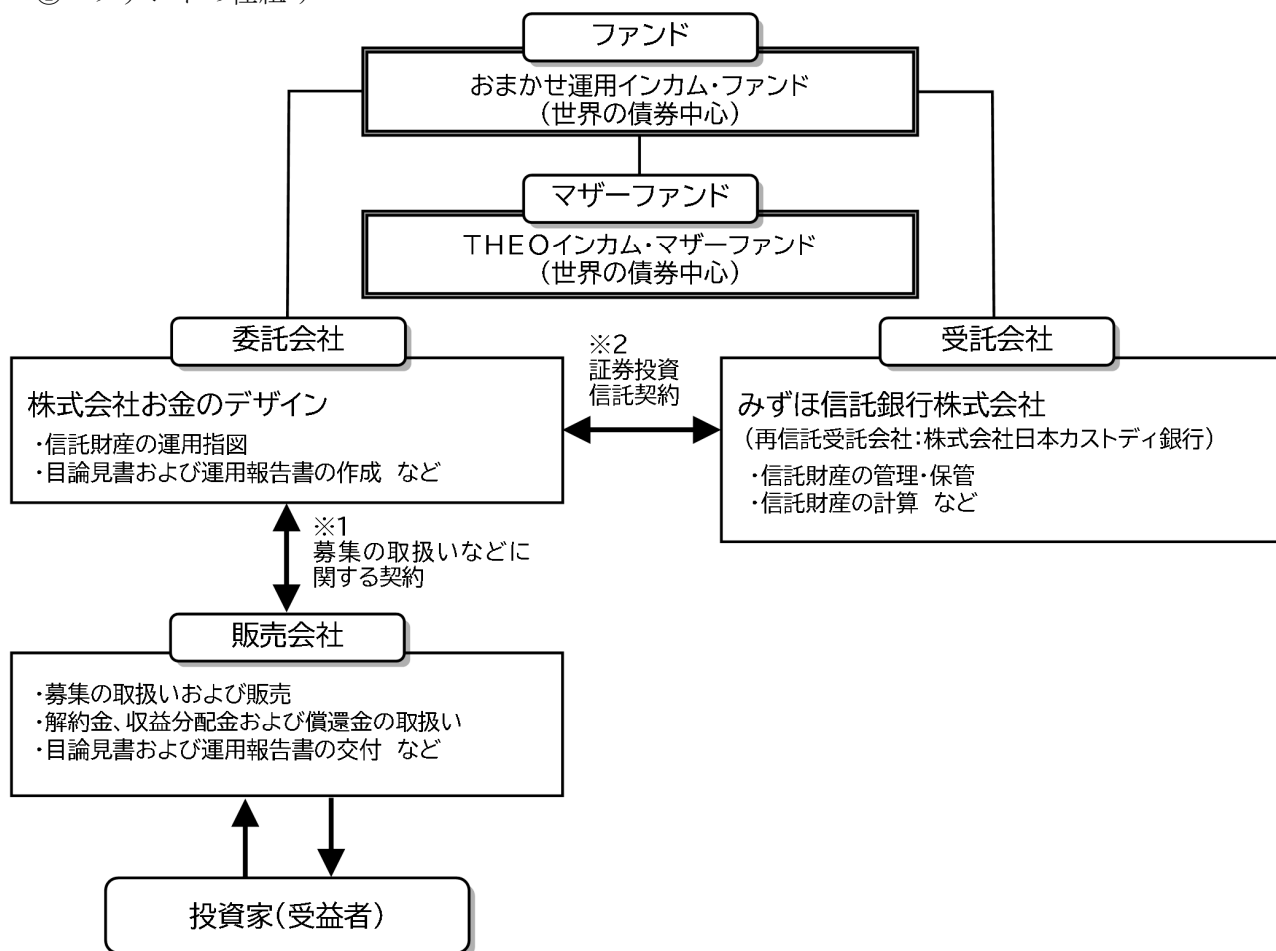 ファンド
おまかせ運用インカム・ファンド
（世界の債券中心）
マザーファンド
THEOインカム・マザーファンド
（世界の債券中心）
委託会社
株式会社お金のデザイン
・信託財産の運用指図
・目論見書および運用報告書の作成 など
※2
証券投資
信託契約
受託会社
みずほ信託銀行株式会社
（再信託受託会社：株式会社日本カストディ銀行）
・信託財産の管理・保管
・信託財産の計算 など
※1
募集の取扱いなどに
関する契約
販売会社
・募集の取扱いおよび販売
・解約金、収益分配金および償還金の取扱い
・目論見書および運用報告書の交付 など
投資家（受益者）